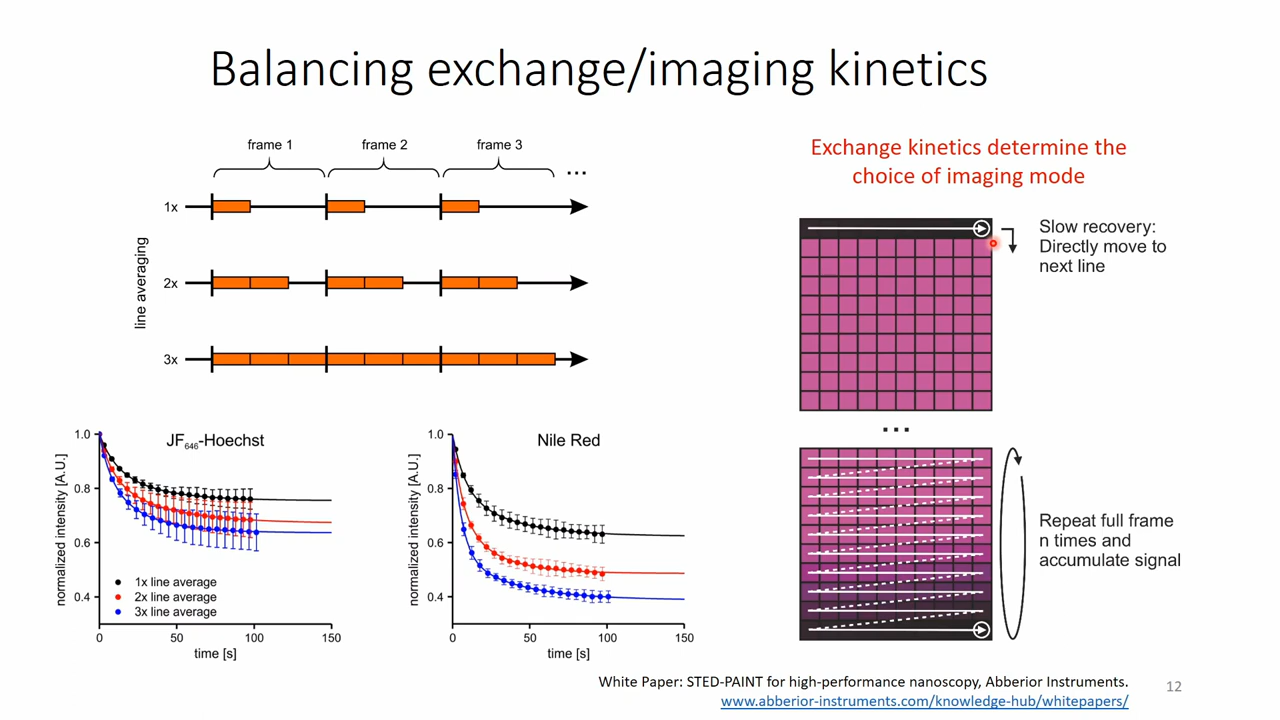 Balancing exchange/imaging kinetics
frame 1
frame 2
frame 3
...
1x
2x
3x
line averaging
JF646-Hoechst
normalized intensity [A.U.]
1.0
0.8
0.6
0.4
1x line average
2x line average
3x line average
0
50
100
150
time [s]
Nile Red
normalized intensity [A.U.]
1.0
0.8
0.6
0.4
0
50
100
150
time [s]
Exchange kinetics determine the
choice of imaging mode
Slow recovery:
Directly move to
next line
...
Repeat full frame
n times and
accumulate signal
White Paper: STED-PAINT for high-performance nanoscopy, Abberior Instruments.
www.abberior-instruments.com/knowledge-hub/whitepapers/
12